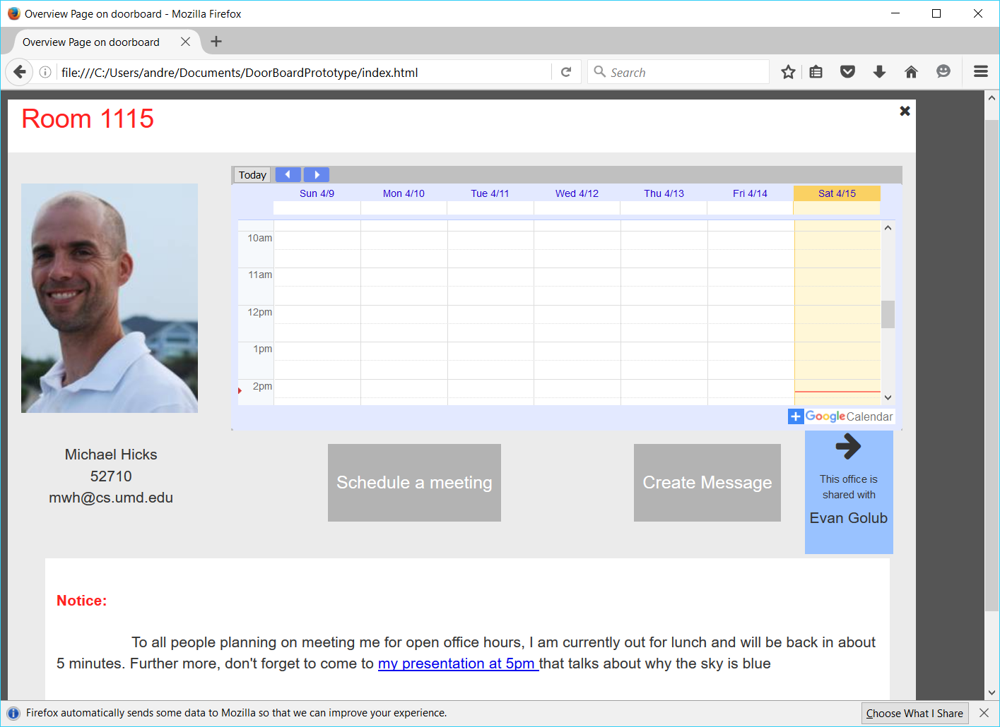 Overview Page on doorboard - Mozilla Firefox
Overview Page on doorboard
file:///C:/Users/andre/Documents/DoorBoardPrototype/index.html
Search
Room 1115
Today
Sun 4/9 Mon 4/10 Tue 4/11 Wed 4/12 Thu 4/13 Fri 4/14 Sat 4/15
10am
11am
12pm
1pm
2pm
Google Calendar
Michael Hicks
52710
mwh@cs.umd.edu
Schedule a meeting
Create Message
This office is
shared with
Evan Golub
Notice:
To all people planning on meeting me for open office hours, I am currently out for lunch and will be back in about
5 minutes. Further more, don't forget to come to my presentation at 5pm that talks about why the sky is blue
Firefox automatically sends some data to Mozilla so that we can improve your experience.
Choose What I Share